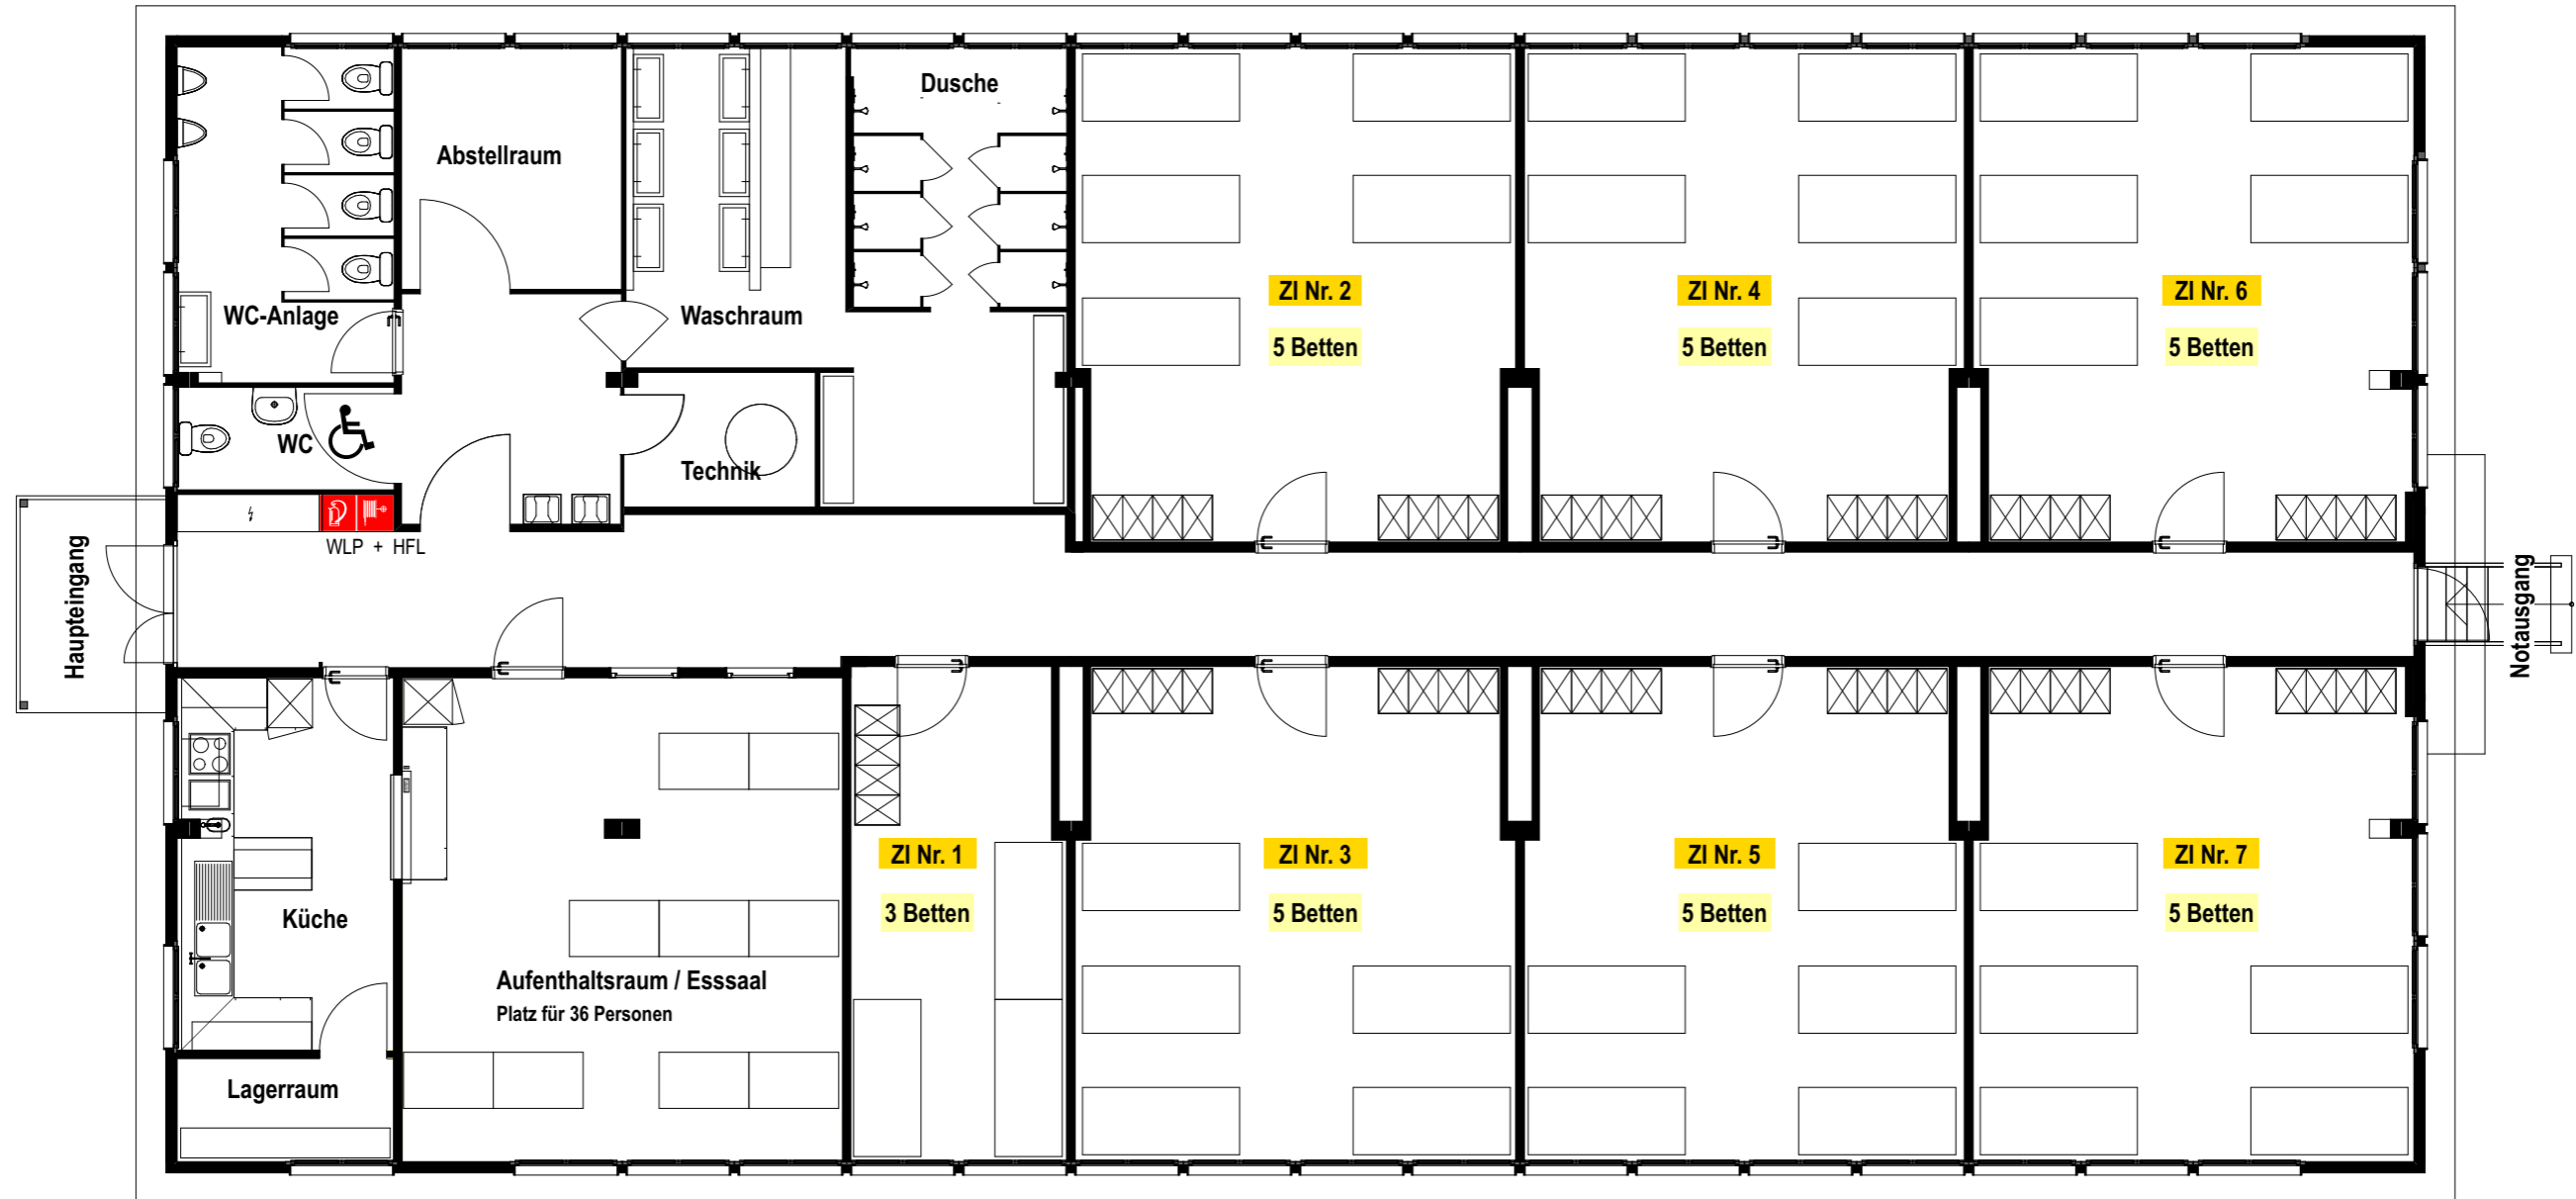 Dusche
Abstellraum
ZI Nr. 2
ZI Nr. 4
ZI Nr. 6
WC-Anlage
Waschraum
5 Betten
5 Betten
5 Betten
WC
Technik
WLP + HFL
Haupteingang
Notausgang
ZI Nr. 1
ZI Nr. 3
ZI Nr. 5
ZI Nr. 7
3 Betten
5 Betten
5 Betten
5 Betten
Küche
Aufenthaltsraum / Esssaal
Platz für 36 Personen
Lagerraum